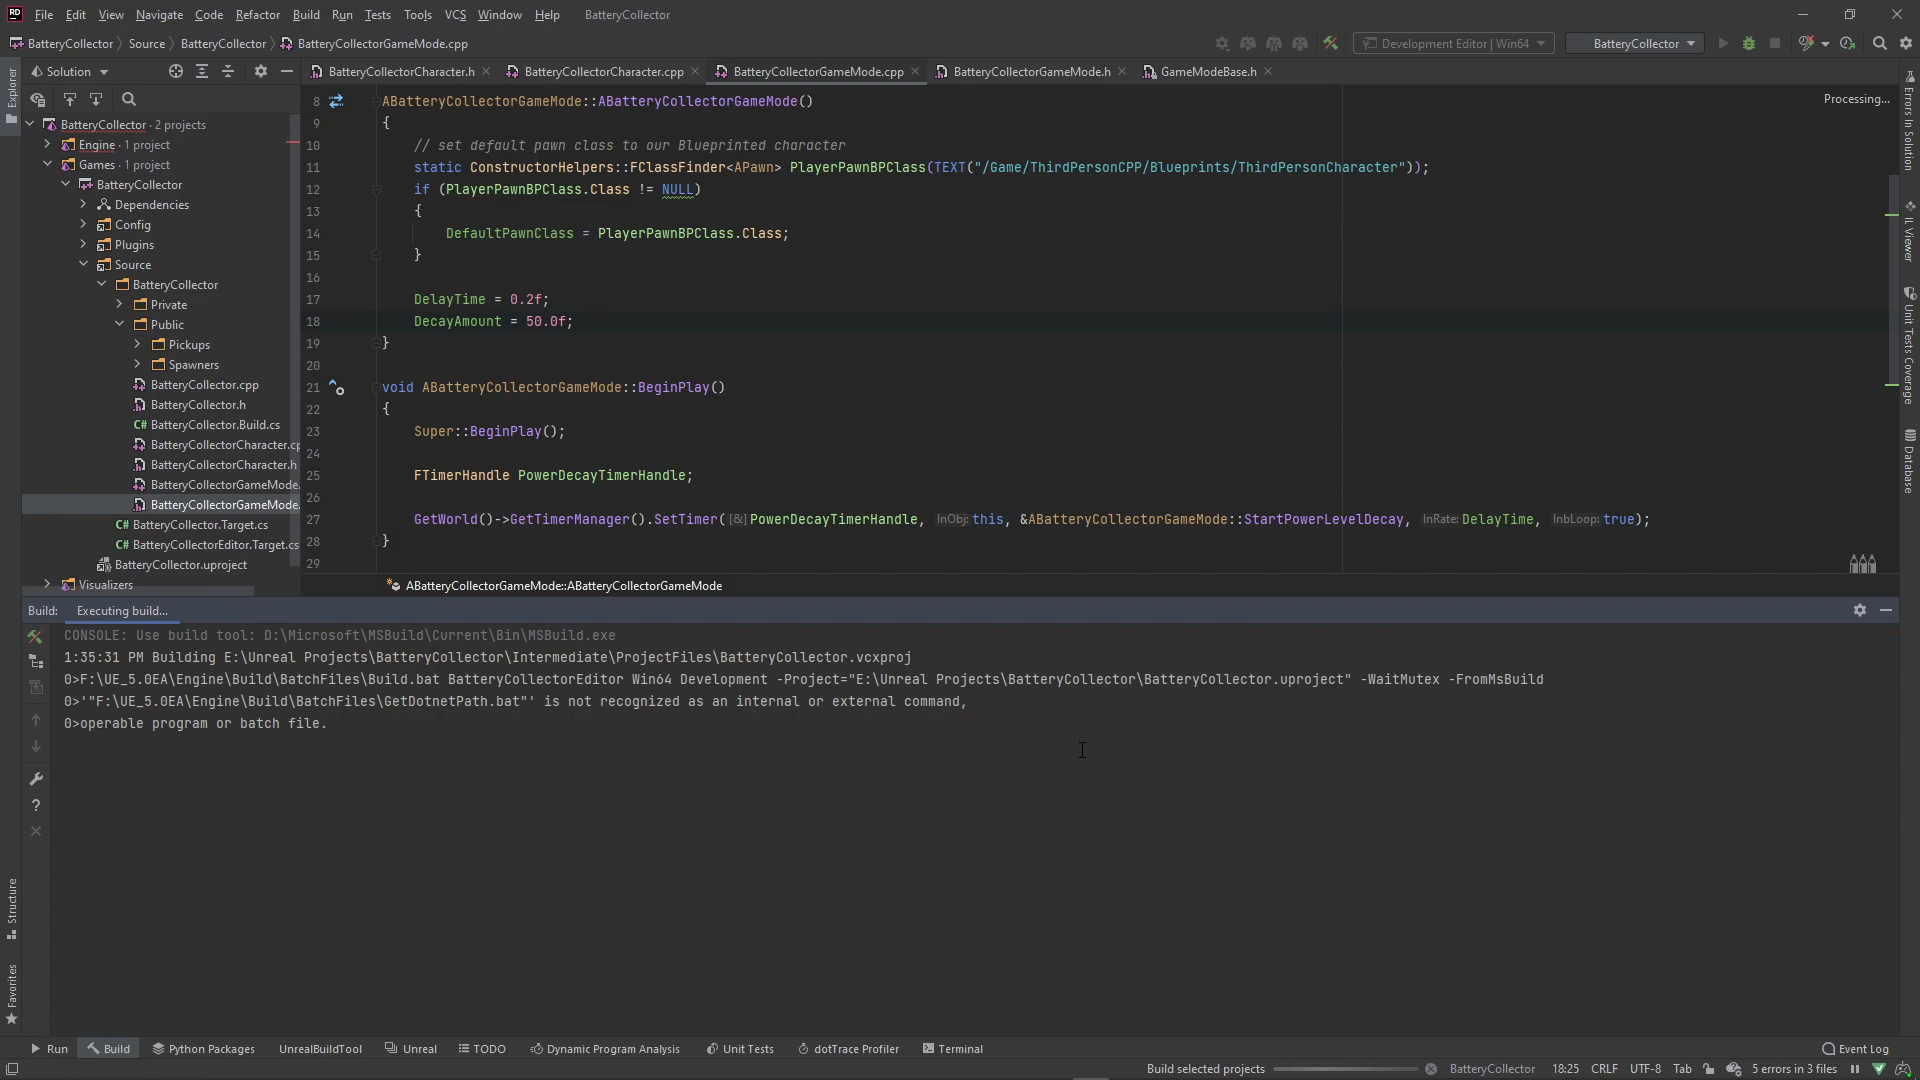 File Edit View Navigate Code Refactor Build Run Tests Tools VCS Window Help BatteryCollector
BatteryCollector Source BatteryCollector BatteryCollectorGameMode.cpp Development Editor | Win64 BatteryCollector
Solution BatteryCollectorCharacter.h BatteryCollectorCharacter.cpp BatteryCollectorGameMode.cpp BatteryCollectorGameMode.h GameModeBase.h
Explorer
Processing...
BatteryCollector · 2 projects
Engine · 1 project
Games · 1 project
BatteryCollector
Dependencies
Config
Plugins
Source
BatteryCollector
Private
Public
Pickups
Spawners
BatteryCollector.cpp
BatteryCollector.h
C# BatteryCollector.Build.cs
BatteryCollectorCharacter.cp
BatteryCollectorCharacter.h
BatteryCollectorGameMode.
BatteryCollectorGameMode.
C# BatteryCollector.Target.cs
C# BatteryCollectorEditor.Target.cs
BatteryCollector.uproject
Visualizers
8 ABatteryCollectorGameMode::ABatteryCollectorGameMode()
9 {
10 // set default pawn class to our Blueprinted character
11 static ConstructorHelpers::FClassFinder<APawn> PlayerPawnBPClass(TEXT("/Game/ThirdPersonCPP/Blueprints/ThirdPersonCharacter"));
12 if (PlayerPawnBPClass.Class != NULL)
13 {
14 DefaultPawnClass = PlayerPawnBPClass.Class;
15 }
16
17 DelayTime = 0.2f;
18 DecayAmount = 50.0f;
19 }
20
21 void ABatteryCollectorGameMode::BeginPlay()
22 {
23 Super::BeginPlay();
24
25 FTimerHandle PowerDecayTimerHandle;
26
27 GetWorld()->GetTimerManager().SetTimer([&]PowerDecayTimerHandle, InObj: this, &ABatteryCollectorGameMode::StartPowerLevelDecay, InRate: DelayTime, InbLoop: true);
28 }
29
ABatteryCollectorGameMode::ABatteryCollectorGameMode
Errors In Solution
IL Viewer
Unit Tests Coverage
Database
Build: Executing build...
CONSOLE: Use build tool: D:\Microsoft\MSBuild\Current\Bin\MSBuild.exe
1:35:31 PM Building E:\Unreal Projects\BatteryCollector\Intermediate\ProjectFiles\BatteryCollector.vcxproj
0>F:\UE_5.0EA\Engine\Build\BatchFiles\Build.bat BatteryCollectorEditor Win64 Development -Project="E:\Unreal Projects\BatteryCollector\BatteryCollector.uproject" -WaitMutex -FromMsBuild
0>'"F:\UE_5.0EA\Engine\Build\BatchFiles\GetDotnetPath.bat"' is not recognized as an internal or external command,
0>operable program or batch file.
Structure
Favorites
Run Build Python Packages UnrealBuildTool Unreal TODO Dynamic Program Analysis Unit Tests dotTrace Profiler Terminal Event Log
Build selected projects BatteryCollector 18:25 CRLF UTF-8 Tab 5 errors in 3 files